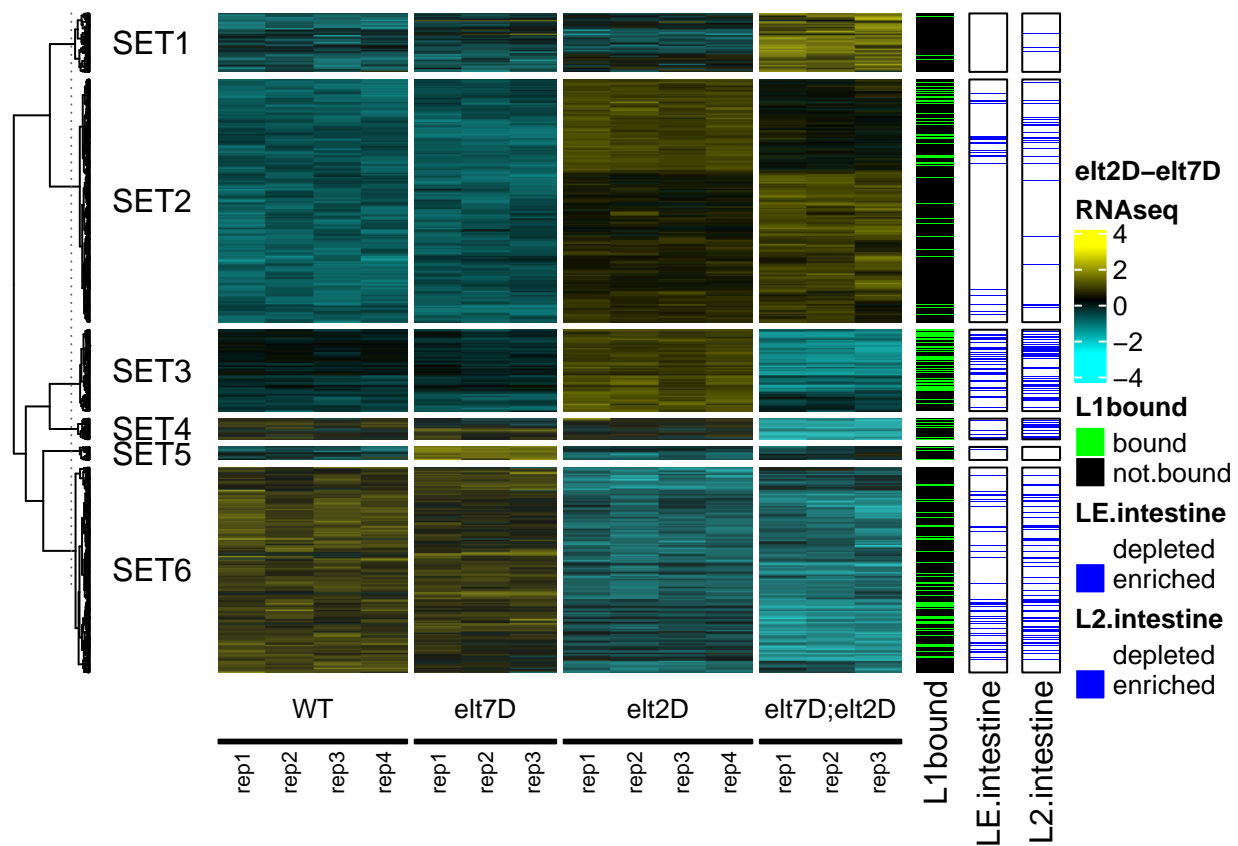 SET1
SET2
SET3
SET4
SET5
SET6
WT
elt7D
elt2D
elt7D;elt2D
rep1
rep2
rep3
rep4
rep1
rep2
rep3
rep1
rep2
rep3
rep4
rep1
rep2
rep3
L1bound
LE.intestine
L2.intestine
elt2D−elt7D
RNAseq
4
2
0
−2
−4
L1bound
bound
not.bound
LE.intestine
depleted
enriched
L2.intestine
depleted
enriched